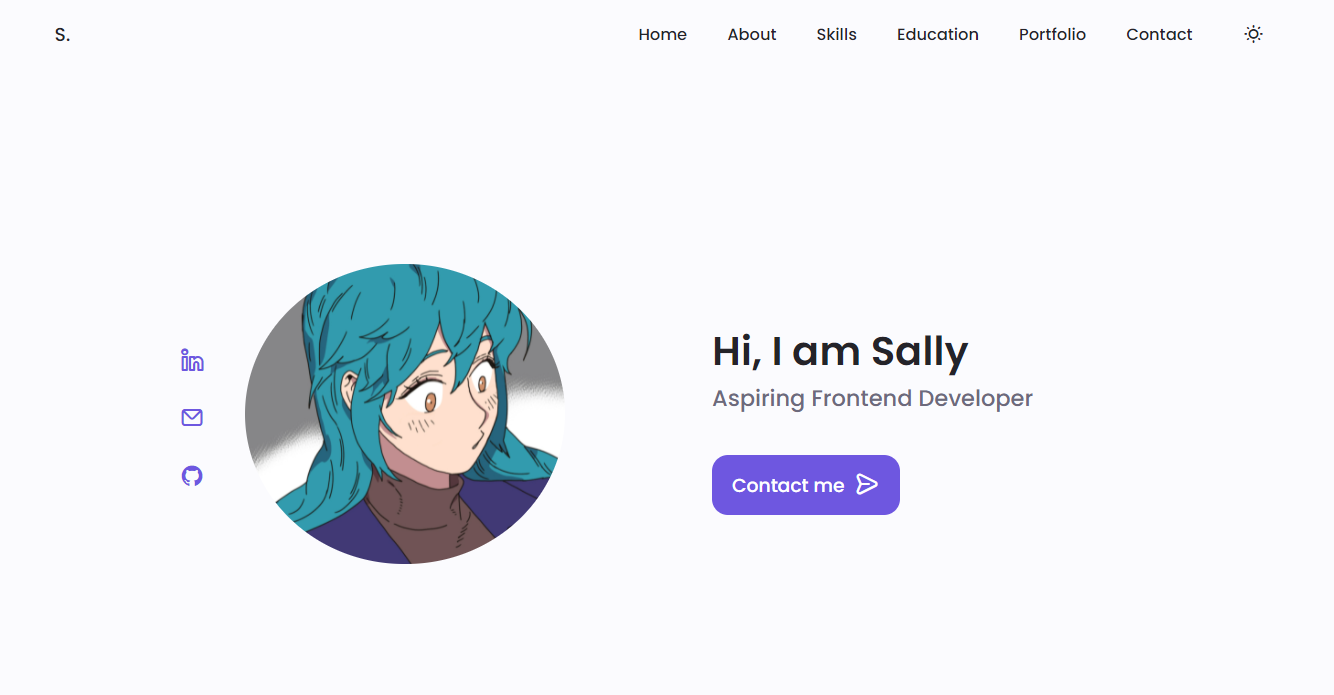 S.
Home About Skills Education Portfolio Contact
Hi, I am Sally
Aspiring Frontend Developer
Contact me